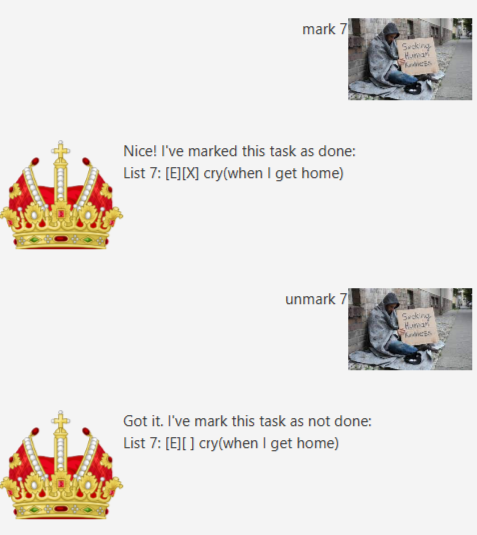 mark 7
Seeking
Human
Kindness
Nice! I've marked this task as done:
List 7: [E][X] cry(when I get home)
unmark 7
Seeking
Human
Kindness
Got it. I've mark this task as not done:
List 7: [E][ ] cry(when I get home)